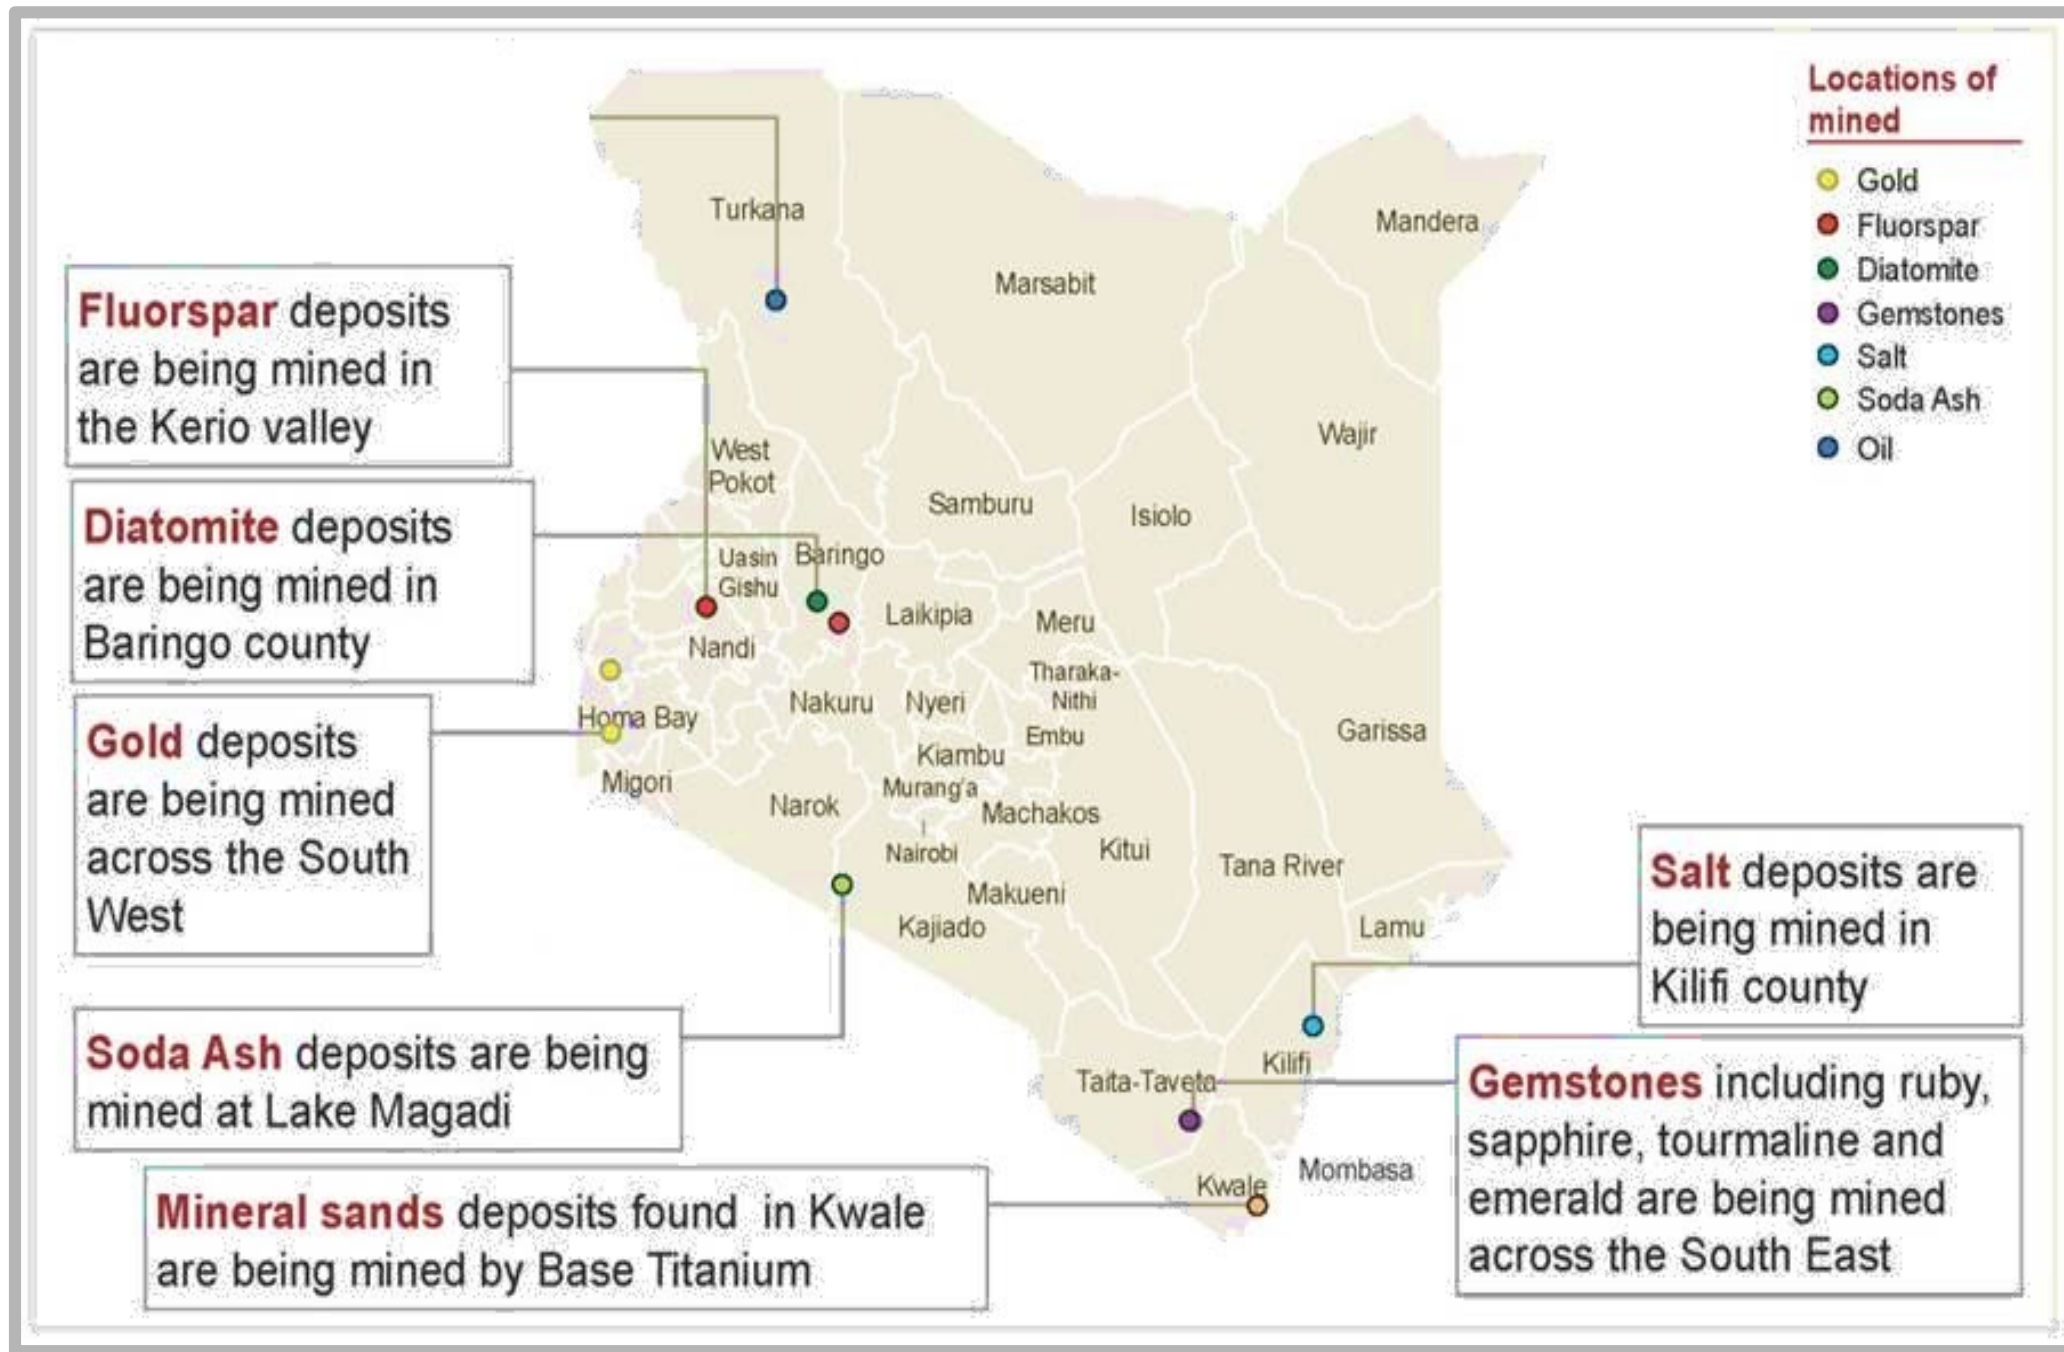 Locations of
mined
Gold
Fluorspar
Diatomite
Gemstones
Salt
Soda Ash
Oil
Fluorspar deposits
are being mined in
the Kerio valley
Diatomite deposits
are being mined in
Baringo county
Gold deposits
are being mined
across the South
West
Soda Ash deposits are being
mined at Lake Magadi
Mineral sands deposits found in Kwale
are being mined by Base Titanium
Salt deposits are
being mined in
Kilifi county
Gemstones including ruby,
sapphire, tourmaline and
emerald are being mined
across the South East
Turkana
Marsabit
Mandera
Wajir
West
Pokot
Samburu
Isiolo
Uasin
Gishu
Baringo
Laikipia
Meru
Nandi
Tharaka-
Nithi
Nakuru
Nyeri
Homa Bay
Embu
Garissa
Kiambu
Migori
Murang'a
Narok
Machakos
Nairobi
Kitui
Tana River
Makueni
Kajiado
Lamu
Kilifi
Taita-Taveta
Mombasa
Kwale